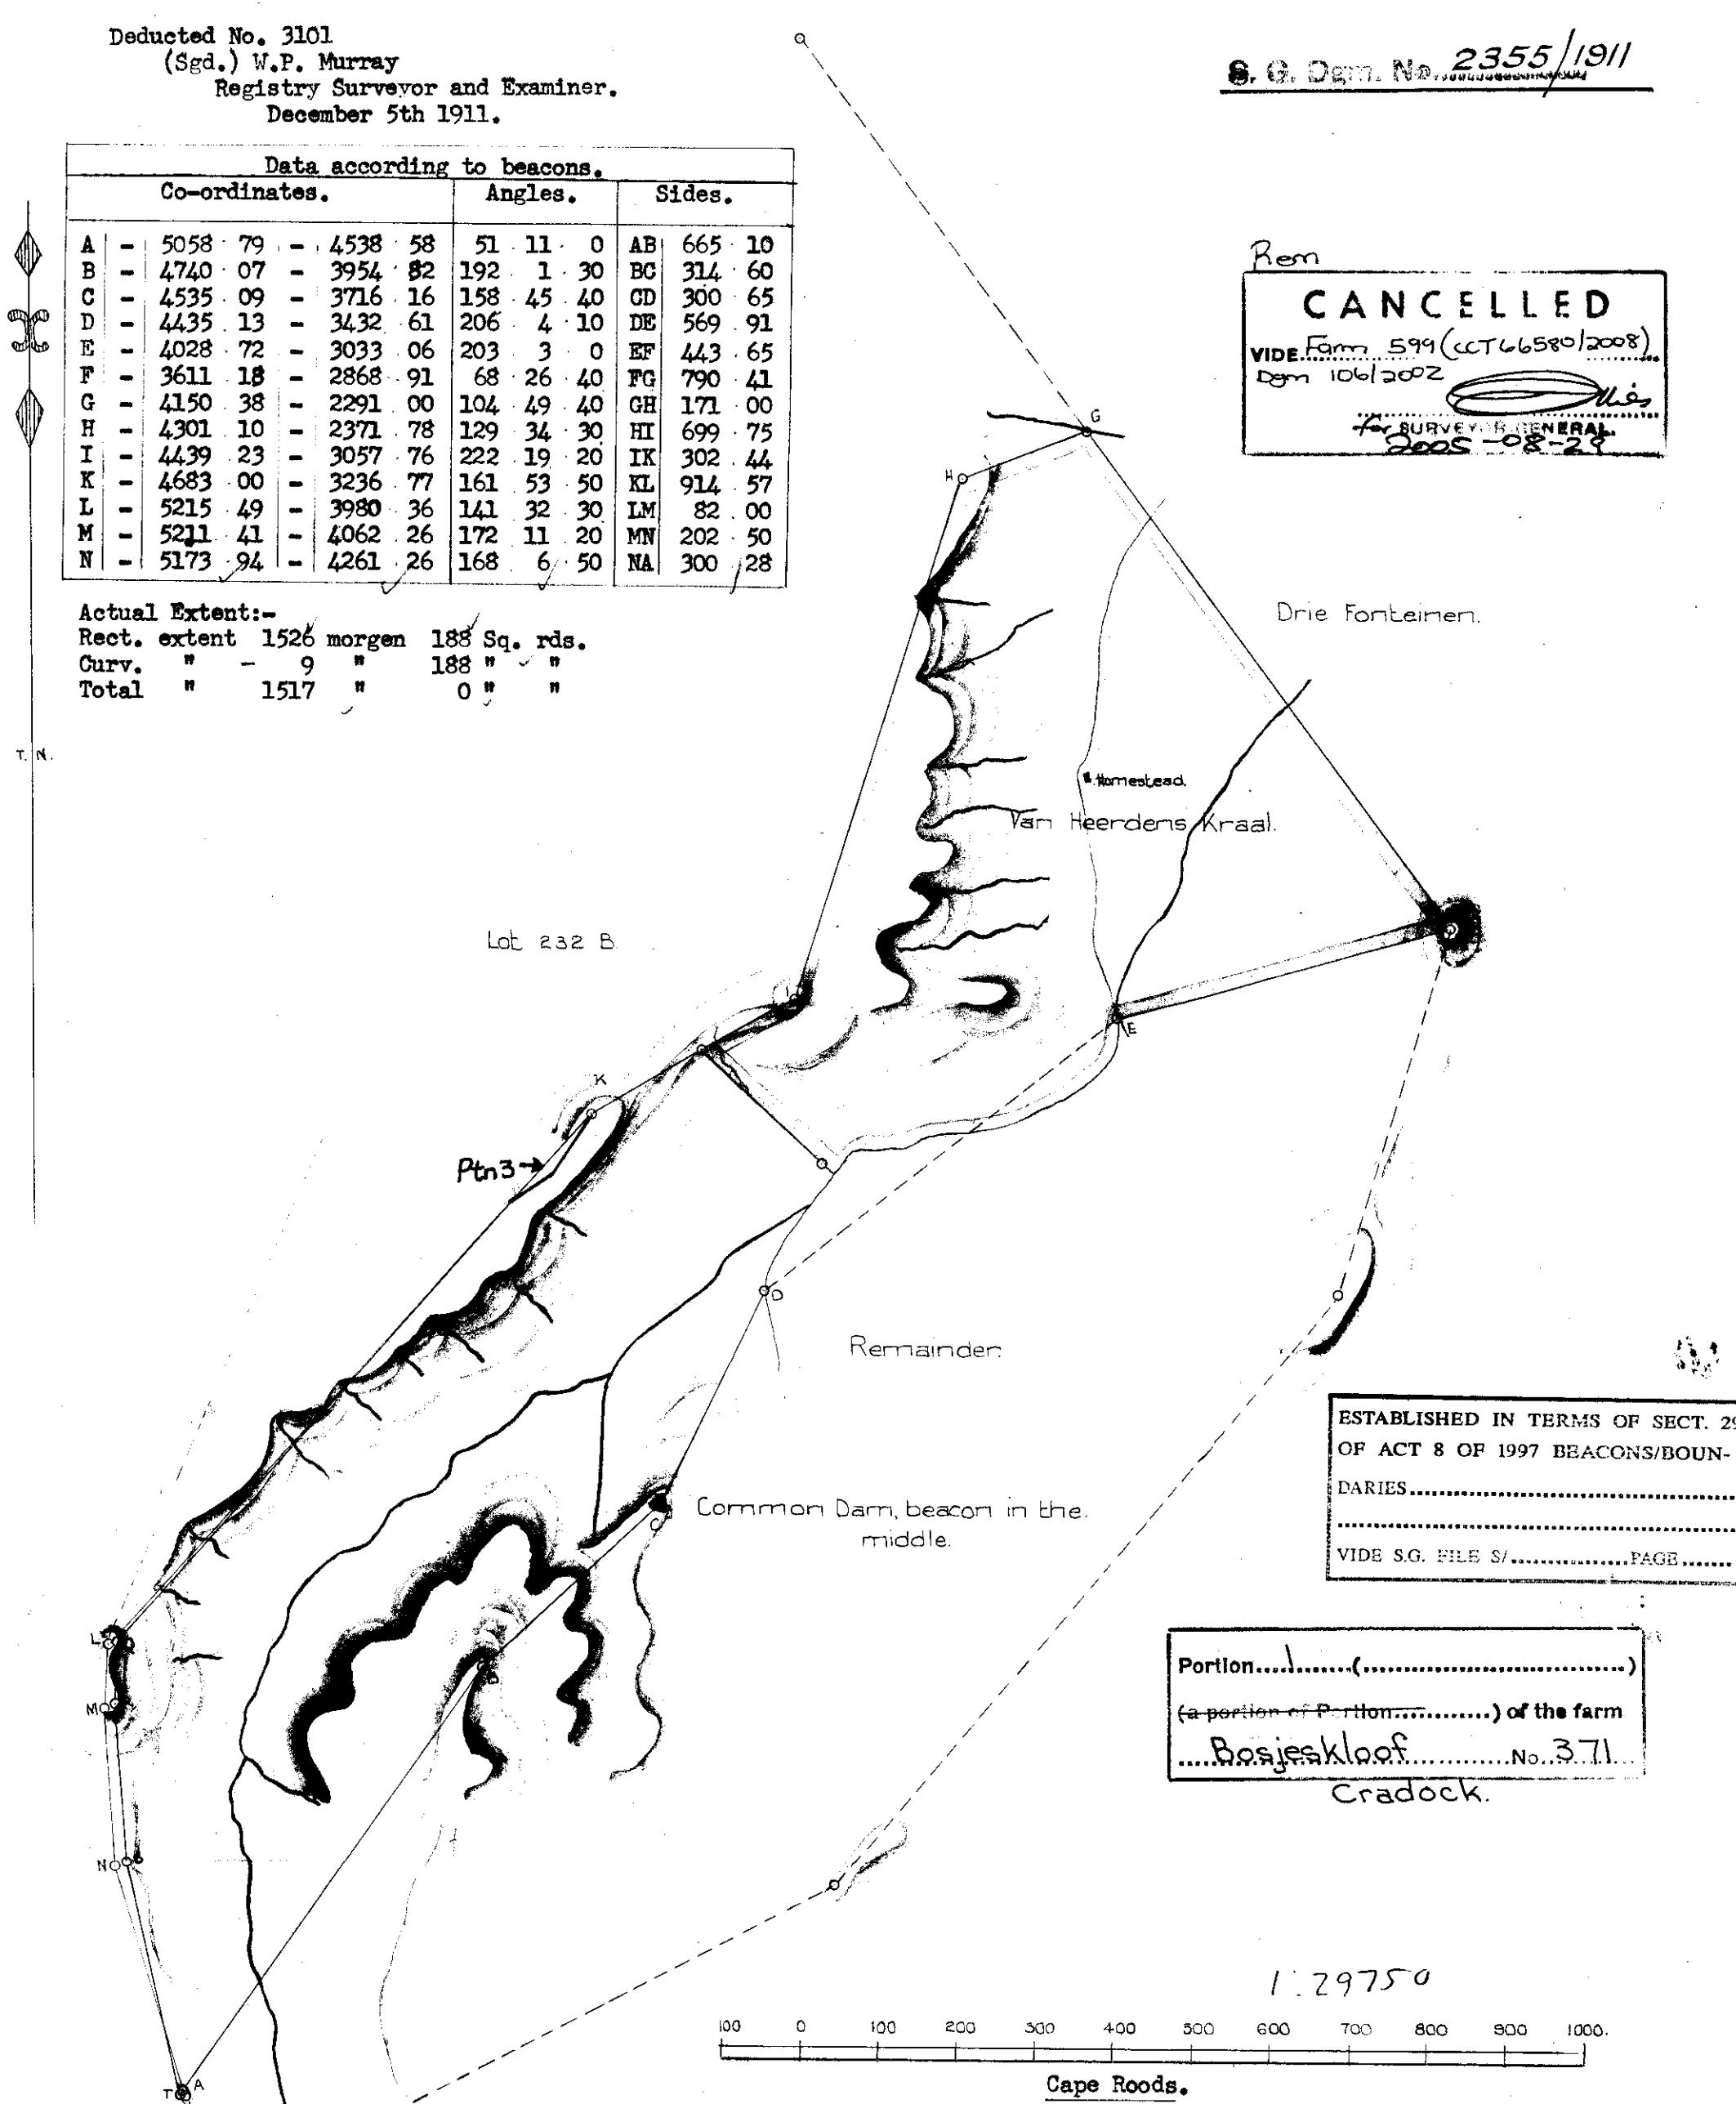 Deducted No. 3101
(Sgd.) W.P. Murray
Registry Surveyor and Examiner.
December 5th 1911.
S. G. Dgm. No. 2355/1911
Data according to beacons.
Co-ordinates. Angles. Sides.
A - 5058 . 79 - 4538 . 58 51 . 11 . 0 AB 665 . 10
B - 4740 . 07 - 3954 . 82 192 . 1 . 30 BC 314 . 60
C - 4535 . 09 - 3716 . 16 158 . 45 . 40 CD 300 . 65
D - 4435 . 13 - 3432 . 61 206 . 4 . 10 DE 569 . 91
E - 4028 . 72 - 3033 . 06 203 . 3 . 0 EF 443 . 65
F - 3611 . 18 - 2868 . 91 68 . 26 . 40 FG 790 . 41
G - 4150 . 38 - 2291 . 00 104 . 49 . 40 GH 171 . 00
H - 4301 . 10 - 2371 . 78 129 . 34 . 30 HI 699 . 75
I - 4439 . 23 - 3057 . 76 222 . 19 . 20 IK 302 . 44
K - 4683 . 00 - 3236 . 77 161 . 53 . 50 KL 914 . 57
L - 5215 . 49 - 3980 . 36 141 . 32 . 30 LM 82 . 00
M - 5211 . 41 - 4062 . 26 172 . 11 . 20 MN 202 . 50
N - 5173 . 94 - 4261 . 26 168 . 6 . 50 NA 300 . 28
Actual Extent:-
Rect. extent 1526 morgen 188 Sq. rds.
Curv. " - 9 " 188 " "
Total " 1517 " 0 " "
Rem
CANCELLED
VIDE Farm 599 (CCT66580/2008)
Dgm 106/2002
for SURVEYOR GENERAL.
2005-08-29
T. N.
G
H
Drie Fonteinen.
Homestead.
Van Heerdens Kraal.
Lot 232 B.
I
E
K
Ptn3→
D
Remainder.
C
Common Dam, beacon in the
middle.
ESTABLISHED IN TERMS OF SECT. 29
OF ACT 8 OF 1997 BEACONS/BOUN-
DARIES
VIDE S.G. FILE S/ PAGE
L
B
M
N
Portion 1 ( )
(a portion of Portion ) of the farm
Bosjeskloof No. 371
Cradock.
1:29750
100 0 100 200 300 400 500 600 700 800 900 1000.
Cape Roods.
T A